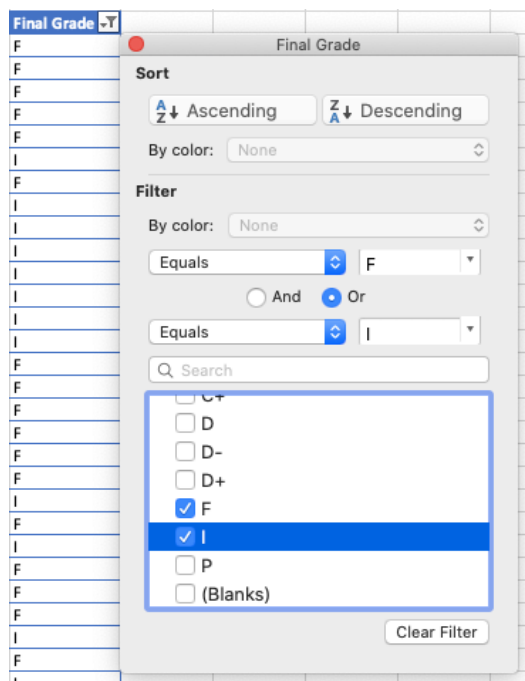 Final Grade
F
F
F
F
F
I
F
I
I
I
I
I
I
I
F
F
F
F
F
F
I
F
I
F
F
F
I
F
Final Grade
Sort
A Z Ascending
Z A Descending
By color: None
Filter
By color: None
Equals F
And Or
Equals I
Search
C+
D
D-
D+
F
I
P
(Blanks)
Clear Filter